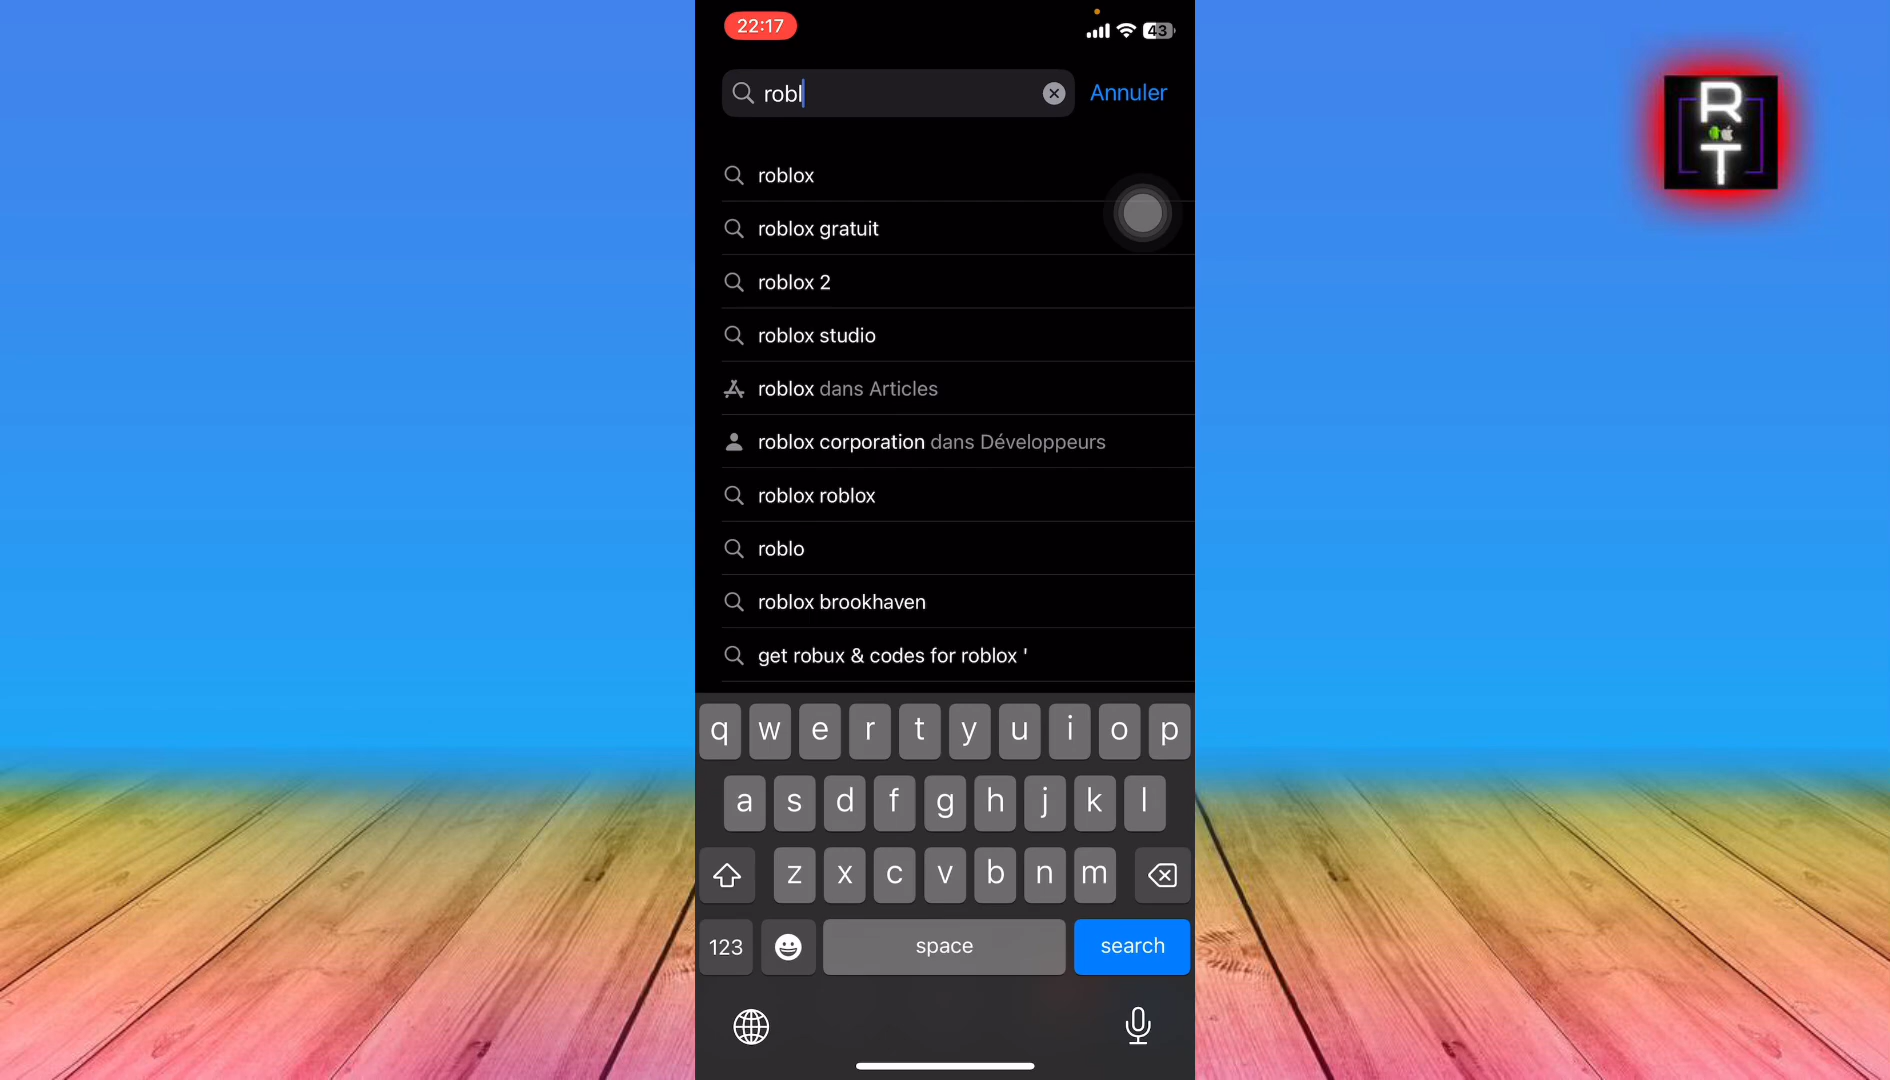 22:17
43
robl
Annuler
roblox
roblox gratuit
roblox 2
roblox studio
roblox dans Articles
roblox corporation dans Développeurs
roblox roblox
roblo
roblox brookhaven
get robux & codes for roblox '
q w e r t y u i o p
a s d f g h j k l
z x c v b n m
123
space
search
R
T